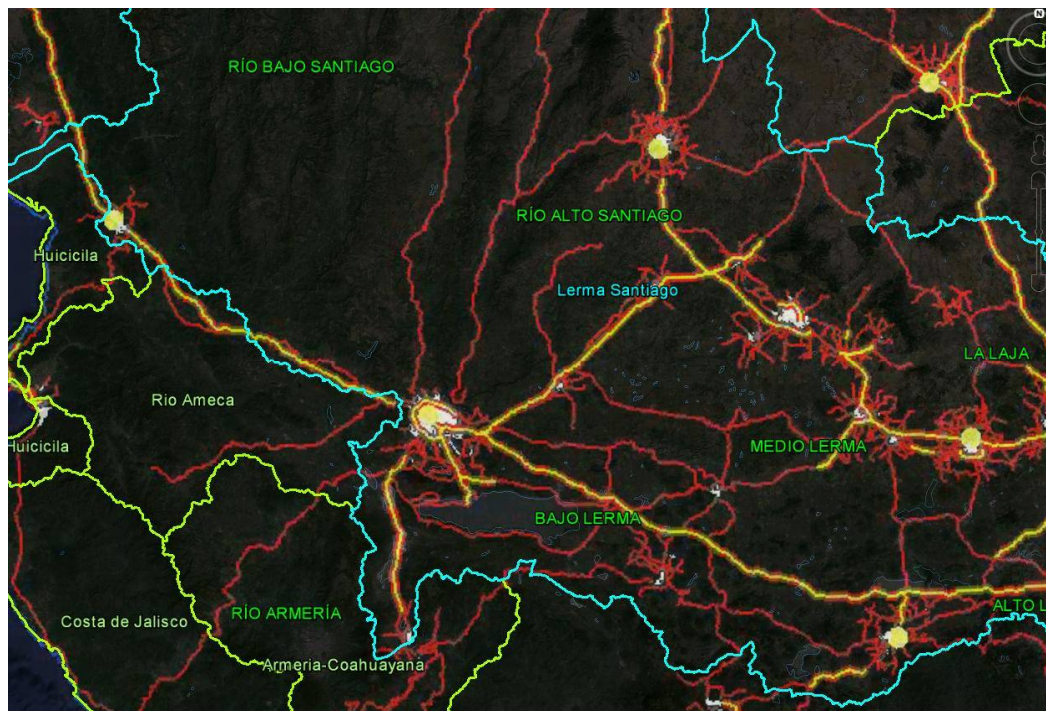 N
RÍO BAJO SANTIAGO
RÍO ALTO SANTIAGO
Huicicila
Lerma Santiago
LA LAJA
Rio Ameca
Huicicila
MEDIO LERMA
BAJO LERMA
ALTO L
RÍO ARMERÍA
Costa de Jalisco
Armeria-Coahuayana